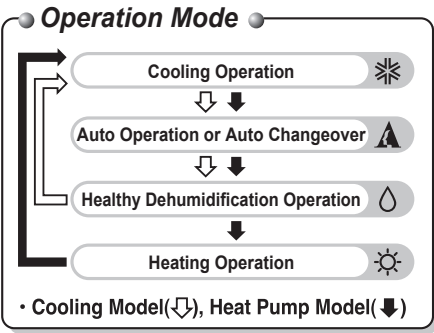 Operation Mode
Cooling Operation
Auto Operation or Auto Changeover
Healthy Dehumidification Operation
Heating Operation
· Cooling Model(⇩), Heat Pump Model(⬇)